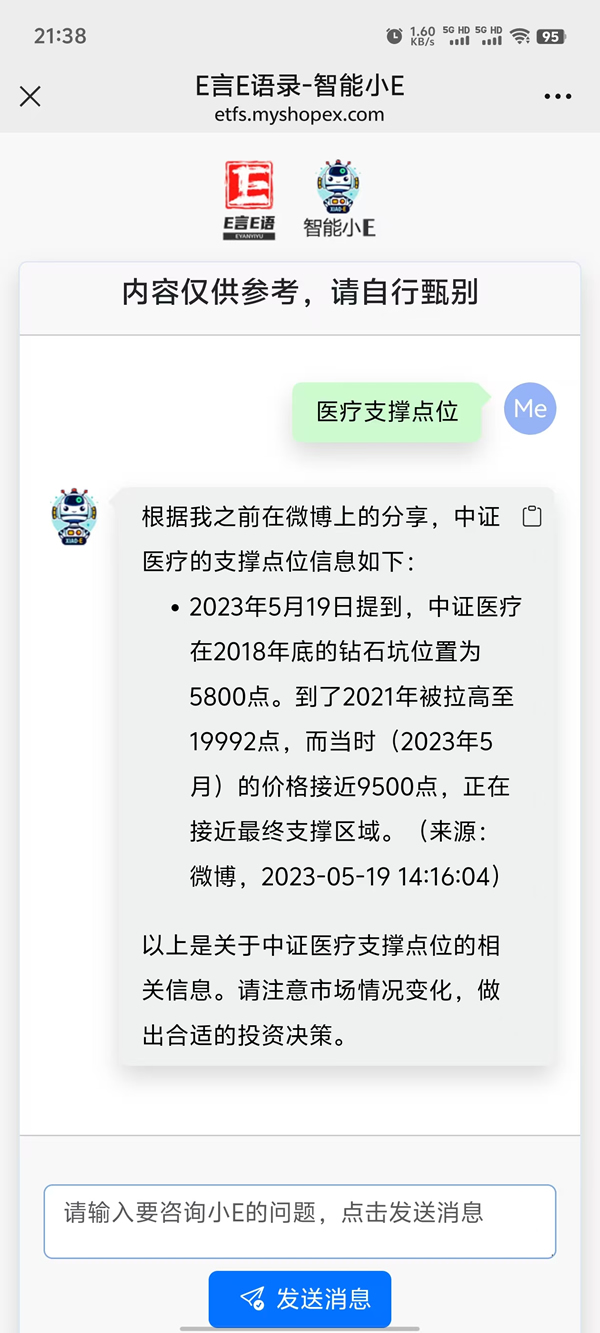 21:38
1.60 KB/s 5G HD 5G HD 95
E言E语录-智能小E
etfs.myshopex.com
E
E言E语
EYANYIYU
XIAO-E
智能小E
内容仅供参考，请自行甄别
医疗支撑点位
Me
XIAO-E
根据我之前在微博上的分享，中证
医疗的支撑点位信息如下：
• 2023年5月19日提到，中证医疗
在2018年底的钻石坑位置为
5800点。到了2021年被拉高至
19992点，而当时（2023年5
月）的价格接近9500点，正在
接近最终支撑区域。（来源：
微博，2023-05-19 14:16:04）
以上是关于中证医疗支撑点位的相
关信息。请注意市场情况变化，做
出合适的投资决策。
请输入要咨询小E的问题，点击发送消息
发送消息